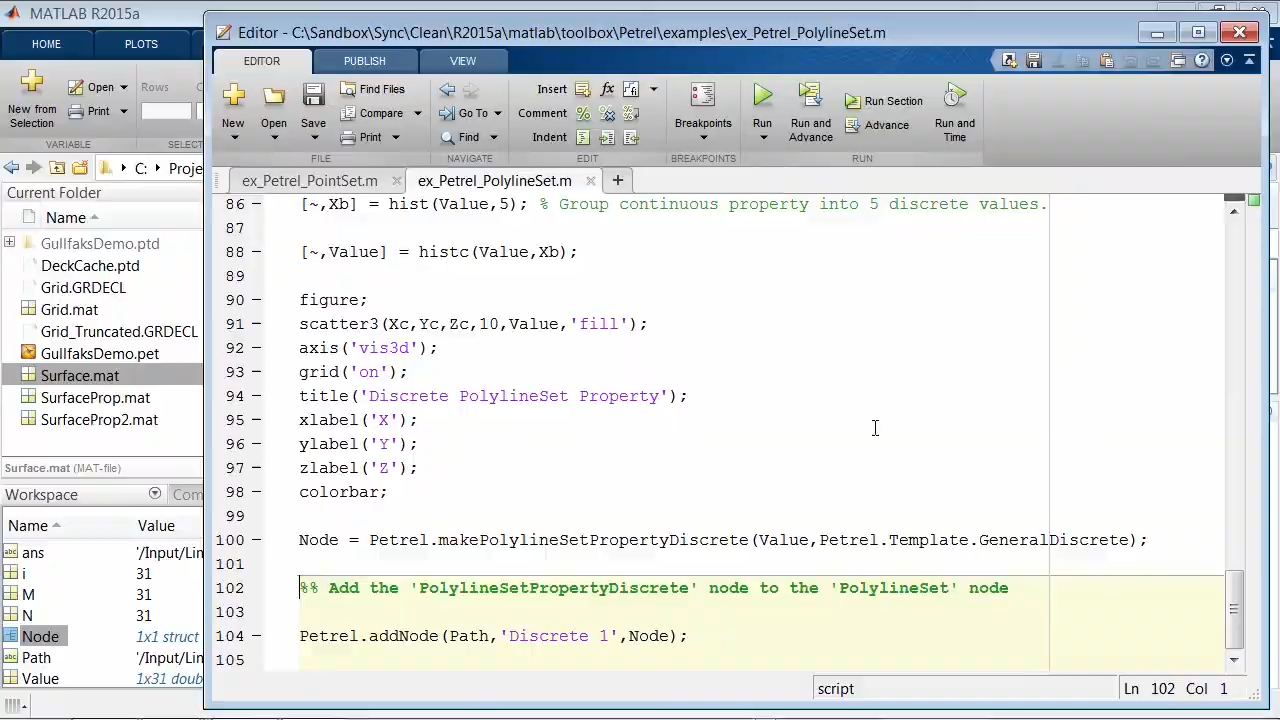 MATLAB R2015a
HOME
PLOTS
New from
Selection
Open
Print
Rows
VARIABLE
SELECT
C:
Proje
Current Folder
Name
GullfaksDemo.ptd
DeckCache.ptd
Grid.GRDECL
Grid.mat
Grid_Truncated.GRDECL
GullfaksDemo.pet
Surface.mat
SurfaceProp.mat
SurfaceProp2.mat
Surface.mat (MAT-file)
Workspace
Com
Name
Value
ans
'/Input/Lin
i
31
M
31
N
31
Node
1x1 struct
Path
'/Input/Lin
Value
1x31 doub
Editor - C:\Sandbox\Sync\Clean\R2015a\matlab\toolbox\Petrel\examples\ex_Petrel_PolylineSet.m
EDITOR
PUBLISH
VIEW
New
Open
Save
Find Files
Compare
Print
FILE
Go To
Find
NAVIGATE
Insert
fx
Comment
Indent
EDIT
Breakpoints
BREAKPOINTS
Run
Run and
Advance
Run Section
Advance
Run and
Time
RUN
ex_Petrel_PointSet.m
ex_Petrel_PolylineSet.m
86 [~,Xb] = hist(Value,5); % Group continuous property into 5 discrete values.
87
88 [~,Value] = histc(Value,Xb);
89
90 figure;
91 scatter3(Xc,Yc,Zc,10,Value,'fill');
92 axis('vis3d');
93 grid('on');
94 title('Discrete PolylineSet Property');
95 xlabel('X');
96 ylabel('Y');
97 zlabel('Z');
98 colorbar;
99
100 Node = Petrel.makePolylineSetPropertyDiscrete(Value,Petrel.Template.GeneralDiscrete);
101
102 %% Add the 'PolylineSetPropertyDiscrete' node to the 'PolylineSet' node
103
104 Petrel.addNode(Path,'Discrete 1',Node);
105
script
Ln 102 Col 1